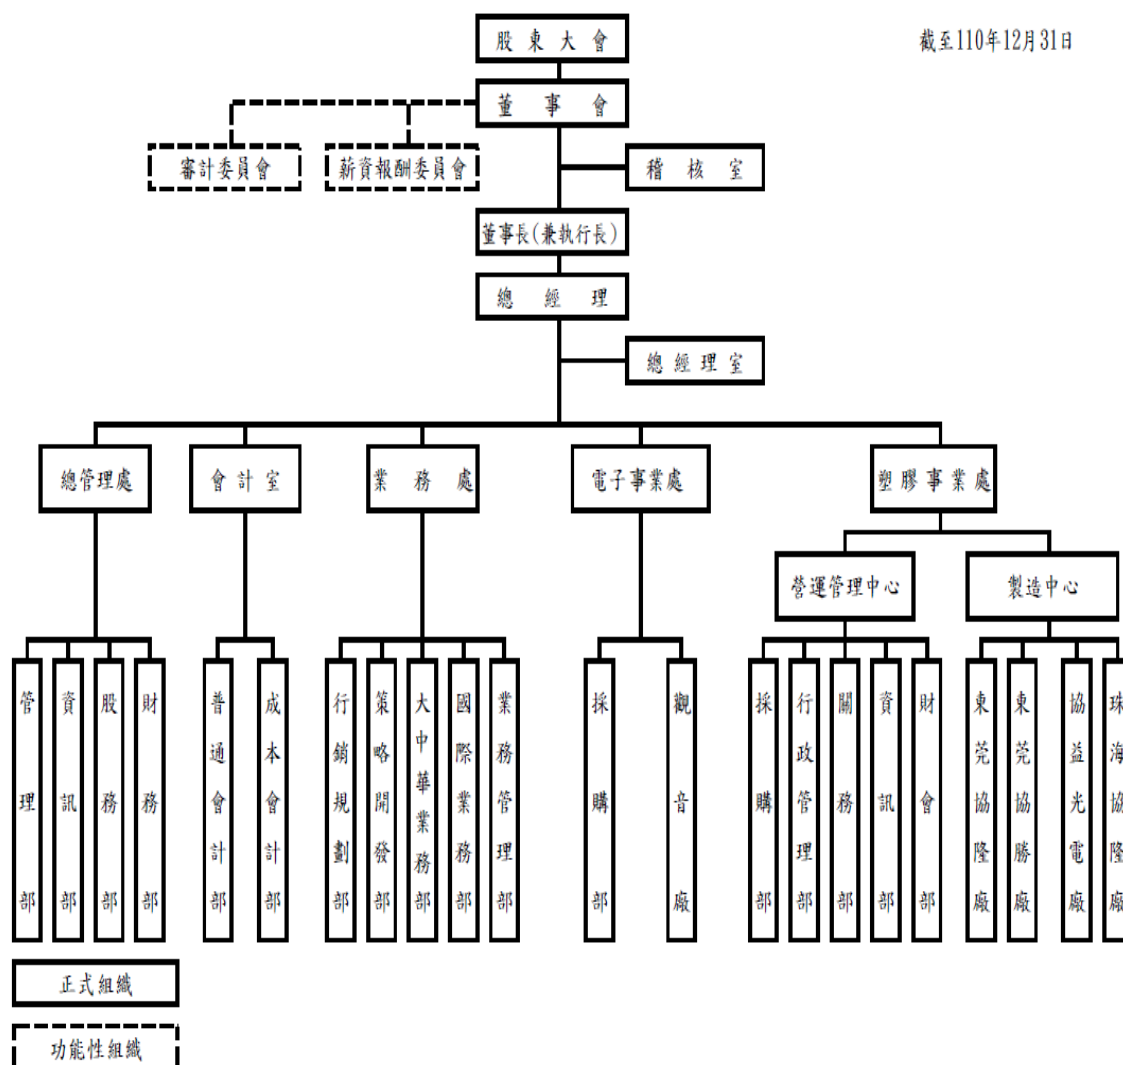 截至110年12月31日
股東大會
董事會
審計委員會
薪資報酬委員會
稽核室
董事長(兼執行長)
總經理
總經理室
總管理處
會計室
業務處
電子事業處
塑膠事業處
營運管理中心
製造中心
管理部
資訊部
股務部
財務部
普通會計部
成本會計部
行銷規劃部
策略開發部
大中華業務部
國際業務部
業務管理部
採購部
觀音廠
採購部
行政管理部
關務部
資訊部
財會部
東莞協隆廠
東莞協勝廠
協益光電廠
珠海協隆廠
正式組織
功能性組織